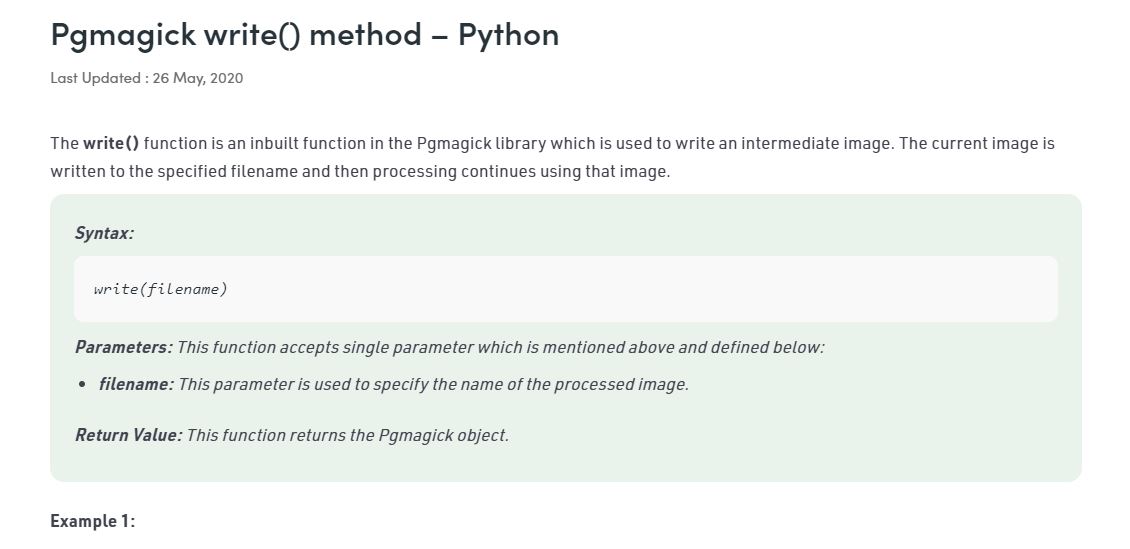 Pgmagick write() method – Python
Last Updated : 26 May, 2020
The write() function is an inbuilt function in the Pgmagick library which is used to write an intermediate image. The current image is
written to the specified filename and then processing continues using that image.
Syntax:
write(filename)
Parameters: This function accepts single parameter which is mentioned above and defined below:
• filename: This parameter is used to specify the name of the processed image.
Return Value: This function returns the Pgmagick object.
Example 1: